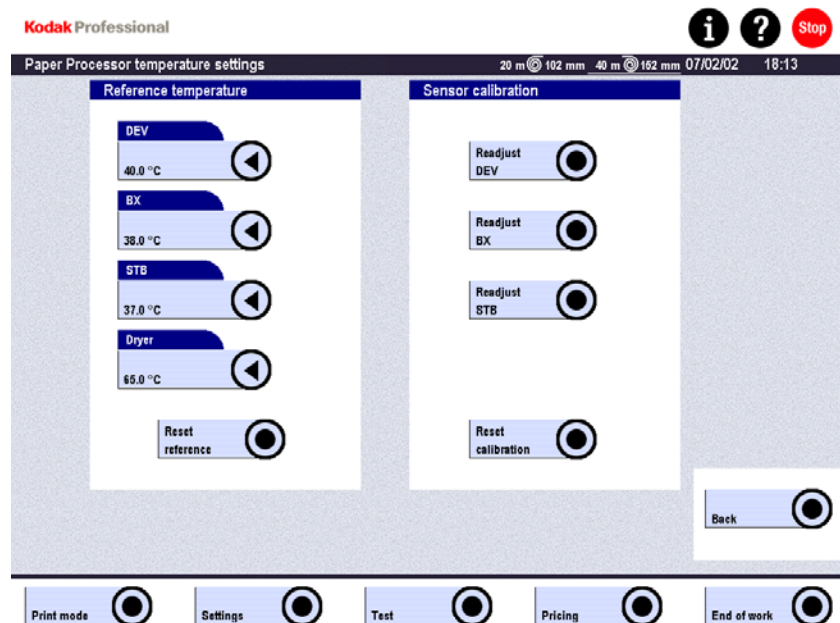 Kodak Professional
i ? Stop
Paper Processor temperature settings 20 m 102 mm 40 m 152 mm 07/02/02 18:13
Reference temperature
DEV
40.0 °C
BX
38.0 °C
STB
37.0 °C
Dryer
65.0 °C
Reset
reference
Sensor calibration
Readjust
DEV
Readjust
BX
Readjust
STB
Reset
calibration
Back
Print mode
Settings
Test
Pricing
End of work